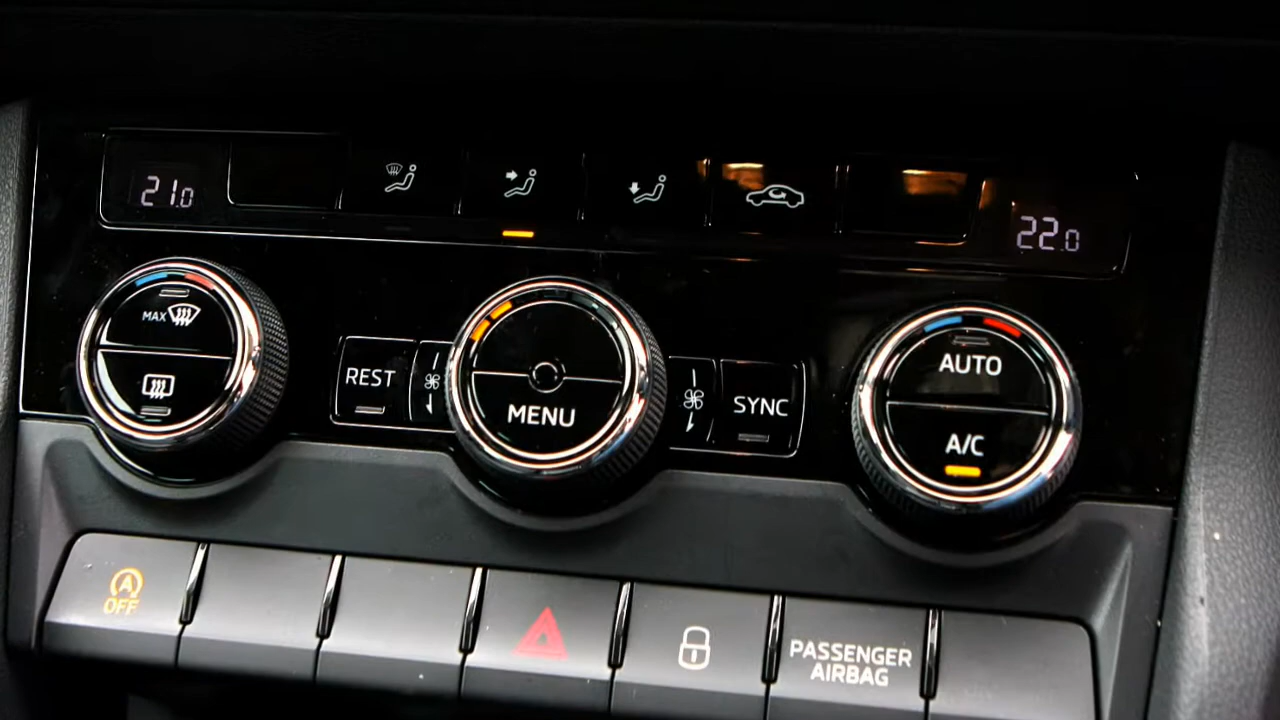 21.0
22.0
MAX
REST
MENU
SYNC
AUTO
A/C
A
OFF
PASSENGER
AIRBAG